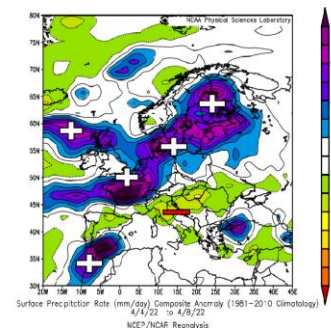 NOAA Physical Sciences Laboratory
80N
75N
70N
65N
60N
55N
50N
45N
40N
35N
30N
20W 15W 10W 5W 0 5E 10E 15E 20E 25E 30E 35E 40E
Surface Precipitation Rate (mm/day) Composite Anomaly (1981-2010 Climatology)
4/4/22 to 4/8/22
NCEP/NCAR Reanalysis